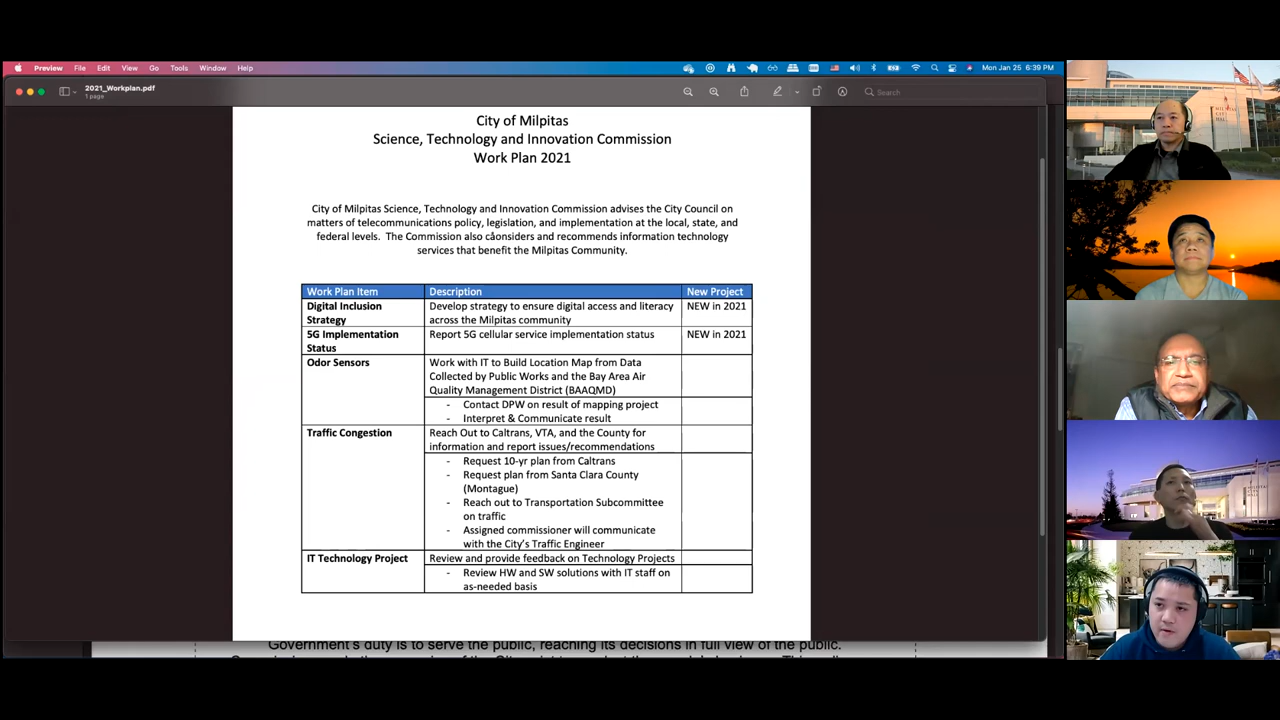 Preview File Edit View Go Tools Window Help Mon Jan 25 6:39 PM
2021_Workplan.pdf
1 page
Search
City of Milpitas
Science, Technology and Innovation Commission
Work Plan 2021
City of Milpitas Science, Technology and Innovation Commission advises the City Council on
matters of telecommunications policy, legislation, and implementation at the local, state, and
federal levels. The Commission also cåonsiders and recommends information technology
services that benefit the Milpitas Community.
Work Plan Item Description New Project
Digital Inclusion Develop strategy to ensure digital access and literacy NEW in 2021
Strategy across the Milpitas community
5G Implementation Report 5G cellular service implementation status NEW in 2021
Status
Odor Sensors Work with IT to Build Location Map from Data
Collected by Public Works and the Bay Area Air
Quality Management District (BAAQMD)
- Contact DPW on result of mapping project
- Interpret & Communicate result
Traffic Congestion Reach Out to Caltrans, VTA, and the County for
information and report issues/recommendations
- Request 10-yr plan from Caltrans
- Request plan from Santa Clara County
(Montague)
- Reach out to Transportation Subcommittee
on traffic
- Assigned commissioner will communicate
with the City's Traffic Engineer
IT Technology Project Review and provide feedback on Technology Projects
- Review HW and SW solutions with IT staff on
as-needed basis
Government's duty is to serve the public, reaching its decisions in full view of the public.